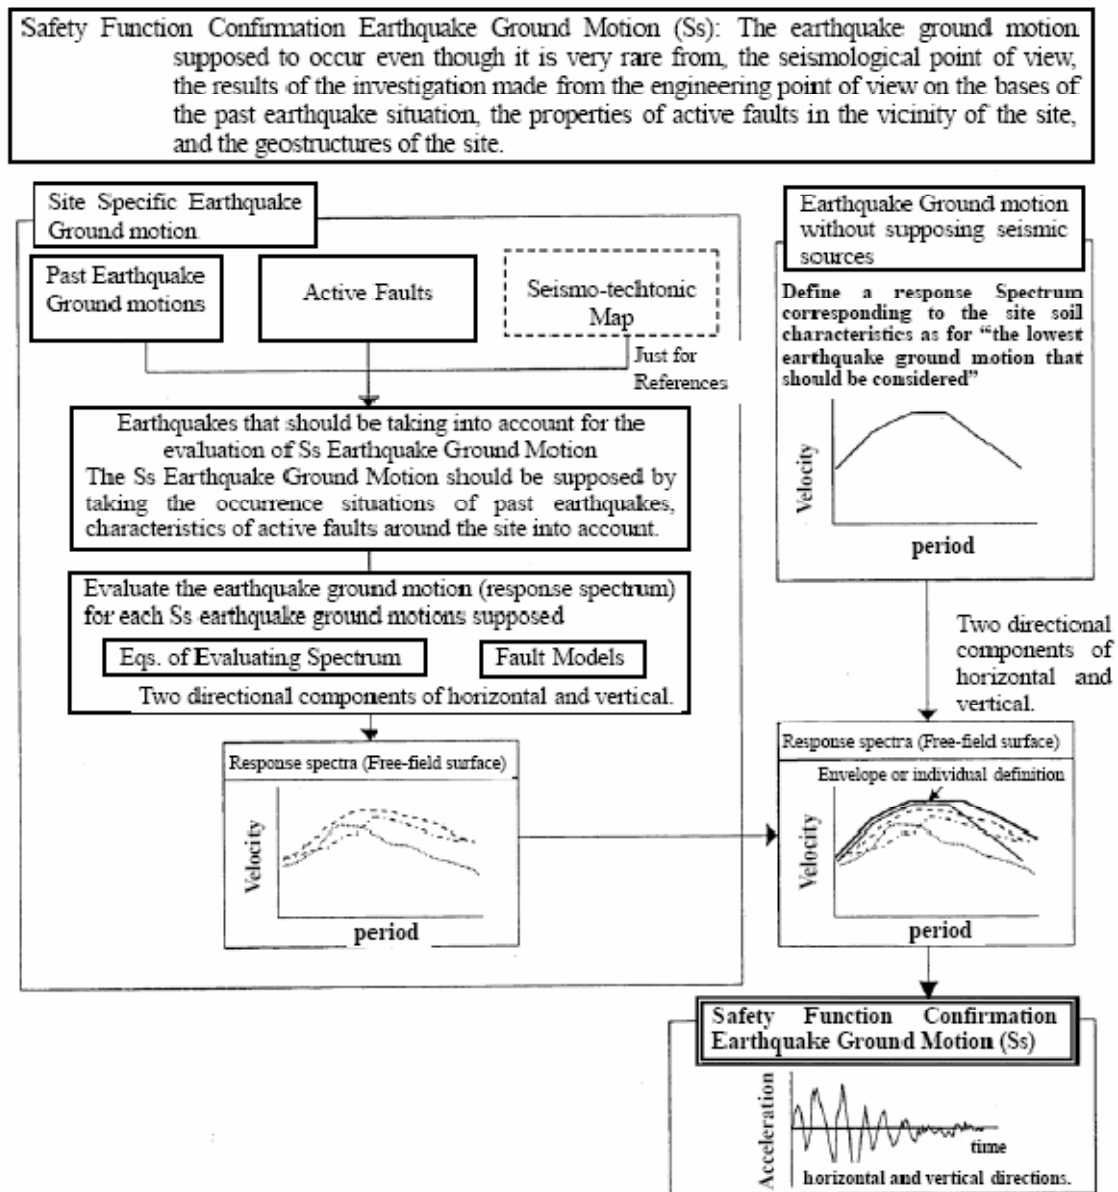 Safety Function Confirmation Earthquake Ground Motion (Ss): The earthquake ground motion
supposed to occur even though it is very rare from, the seismological point of view,
the results of the investigation made from the engineering point of view on the bases of
the past earthquake situation, the properties of active faults in the vicinity of the site,
and the geostructures of the site.
Site Specific Earthquake
Ground motion
Past Earthquake
Ground motions
Active Faults
Seismo-techtonic
Map
Just for
References
Earthquakes that should be taking into account for the
evaluation of Ss Earthquake Ground Motion
The Ss Earthquake Ground Motion should be supposed by
taking the occurrence situations of past earthquakes,
characteristics of active faults around the site into account.
Evaluate the earthquake ground motion (response spectrum)
for each Ss earthquake ground motions supposed
Eqs. of Evaluating Spectrum
Fault Models
Two directional components of horizontal and vertical.
Response spectra (Free-field surface)
Velocity
period
Earthquake Ground motion
without supposing seismic
sources
Define a response Spectrum
corresponding to the site soil
characteristics as for “the lowest
earthquake ground motion that
should be considered”
Velocity
period
Two directional
components of
horizontal and
vertical.
Response spectra (Free-field surface)
Envelope or individual definition
Velocity
period
Safety Function Confirmation
Earthquake Ground Motion (Ss)
Acceleration
time
horizontal and vertical directions.